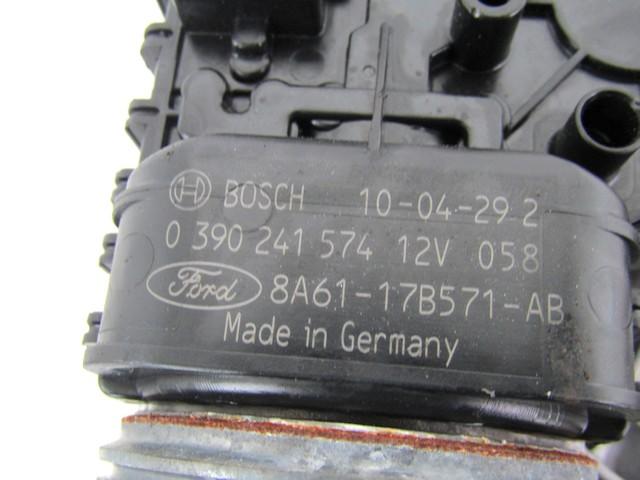 BOSCH 10-04-29 2
0 390 241 574 12V 058
Ford 8A61-17B571-AB
Made in Germany